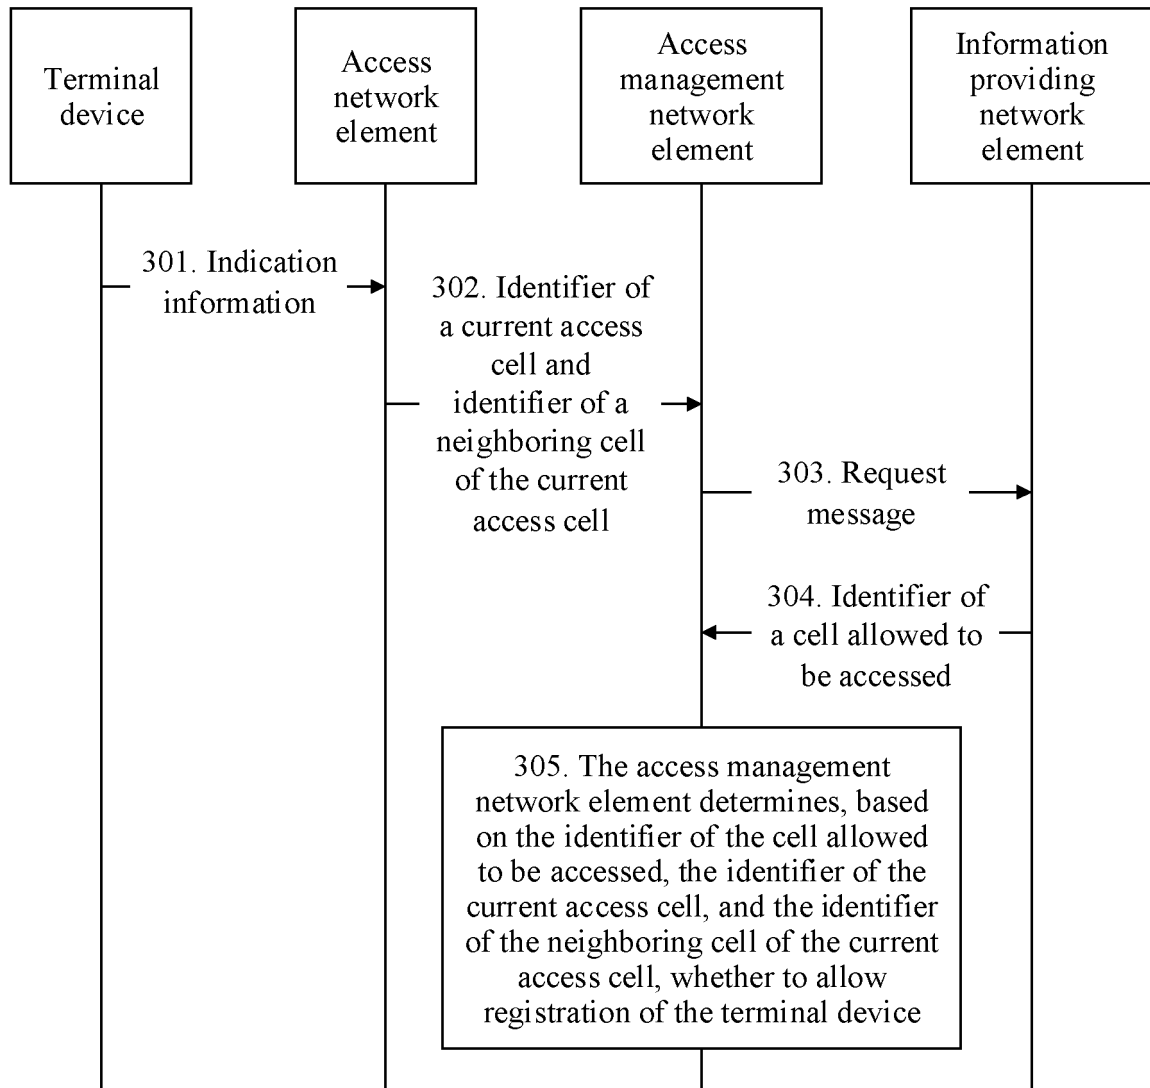 Terminal
device
Access
network
element
Access
management
network
element
Information
providing
network
element
301. Indication
information
302. Identifier of
a current access
cell and
identifier of a
neighboring cell
of the current
access cell
303. Request
message
304. Identifier of
a cell allowed to
be accessed
305. The access management
network element determines, based
on the identifier of the cell allowed
to be accessed, the identifier of the
current access cell, and the identifier
of the neighboring cell of the current
access cell, whether to allow
registration of the terminal device